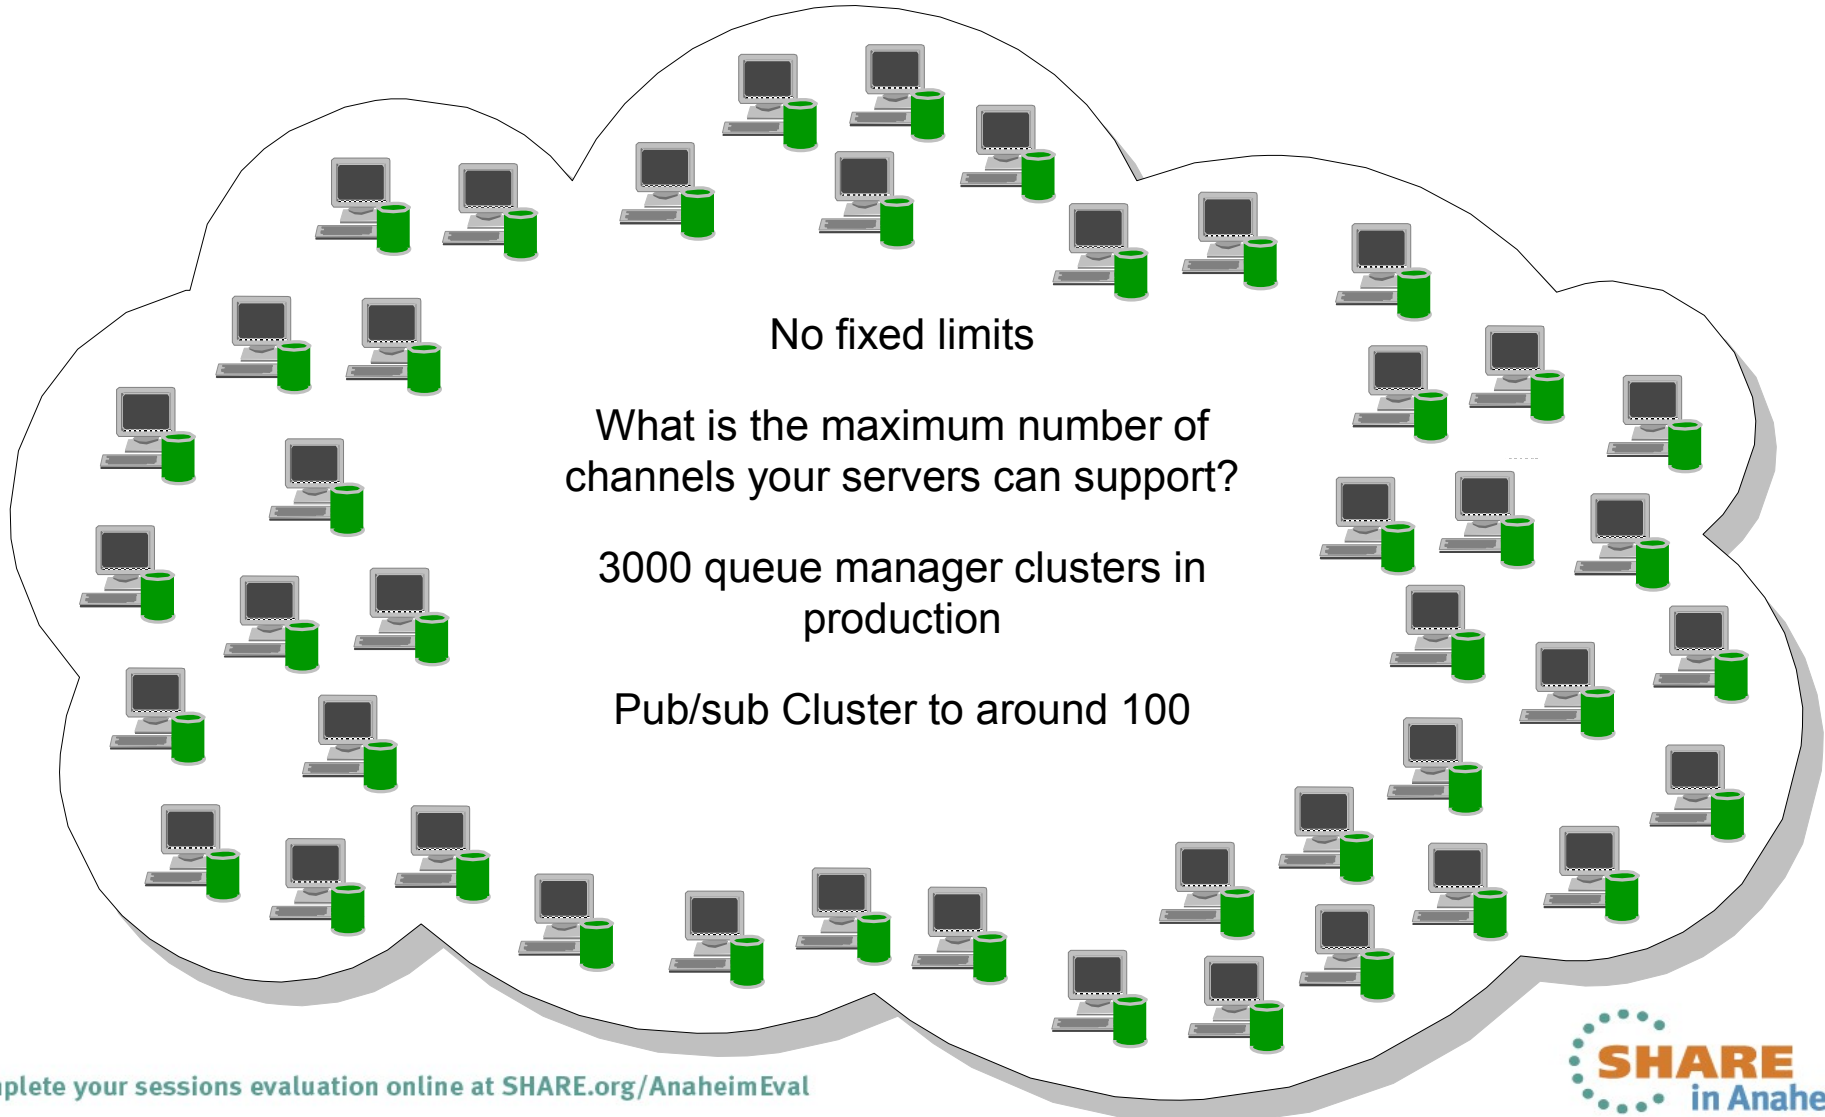 No fixed limits
What is the maximum number of
channels your servers can support?
3000 queue manager clusters in
production
Pub/sub Cluster to around 100
plete your sessions evaluation online at SHARE.org/AnaheimEval
SHARE
in Anahe